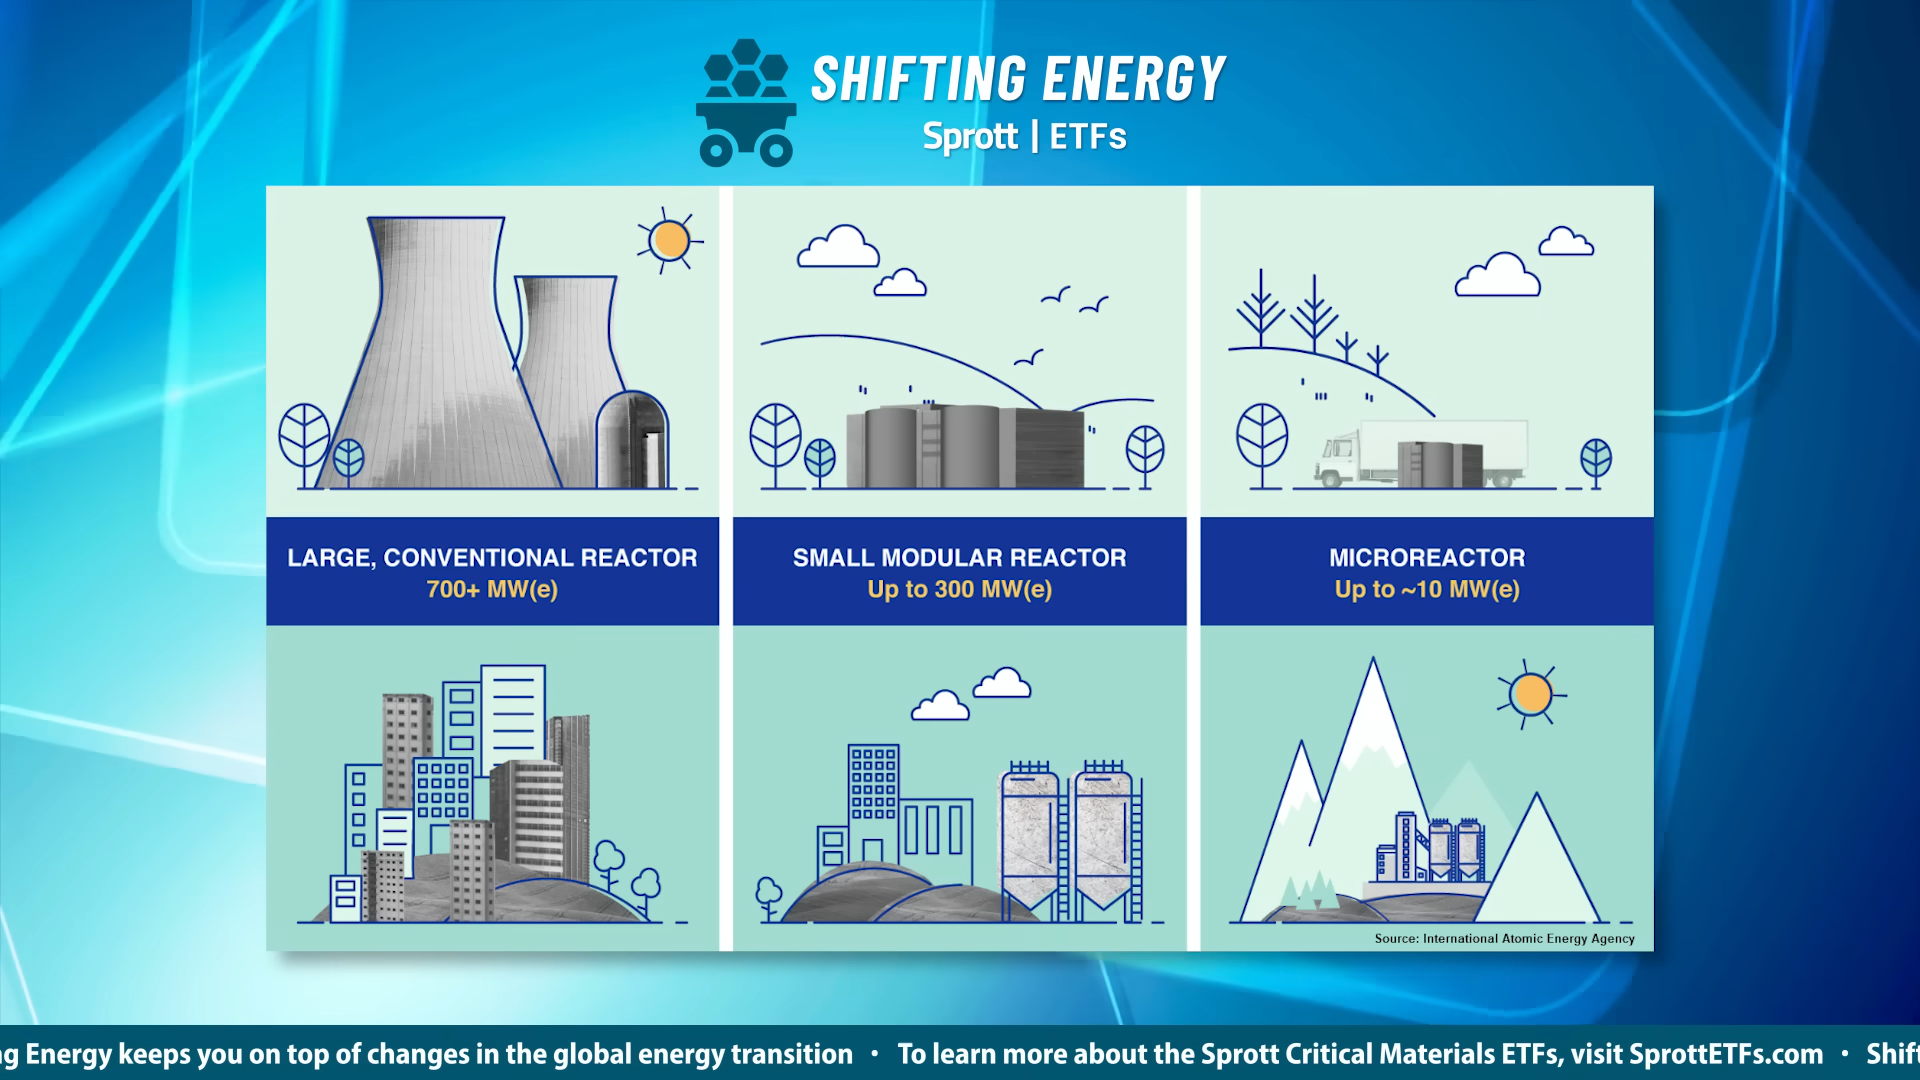 SHIFTING ENERGY
Sprott | ETFs
LARGE, CONVENTIONAL REACTOR
700+ MW(e)
SMALL MODULAR REACTOR
Up to 300 MW(e)
MICROREACTOR
Up to ~10 MW(e)
Source: International Atomic Energy Agency
ng Energy keeps you on top of changes in the global energy transition • To learn more about the Sprott Critical Materials ETFs, visit SprottETFs.com • Shift